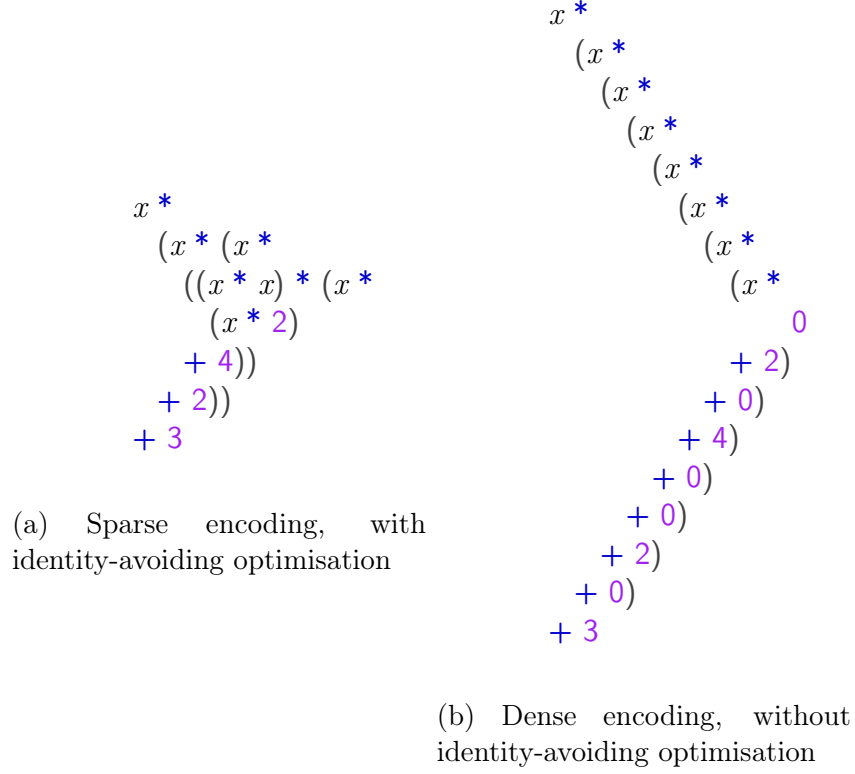 x *
(x * (x *
((x * x) * (x *
(x * 2)
+ 4))
+ 2))
+ 3
(a) Sparse encoding, with
identity-avoiding optimisation
x *
(x *
(x *
(x *
(x *
(x *
(x *
(x *
0
+ 2)
+ 0)
+ 4)
+ 0)
+ 0)
+ 2)
+ 0)
+ 3
(b) Dense encoding, without
identity-avoiding optimisation